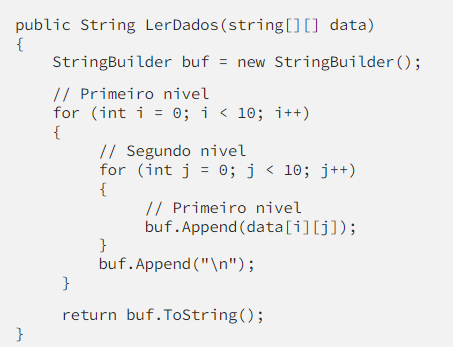 public String LerDados(string[][] data)
{
    StringBuilder buf = new StringBuilder();
    // Primeiro nivel
    for (int i = 0; i < 10; i++)
    {
        // Segundo nivel
        for (int j = 0; j < 10; j++)
        {
            // Primeiro nivel
            buf.Append(data[i][j]);
        }
        buf.Append("\n");
    }
    return buf.ToString();
}